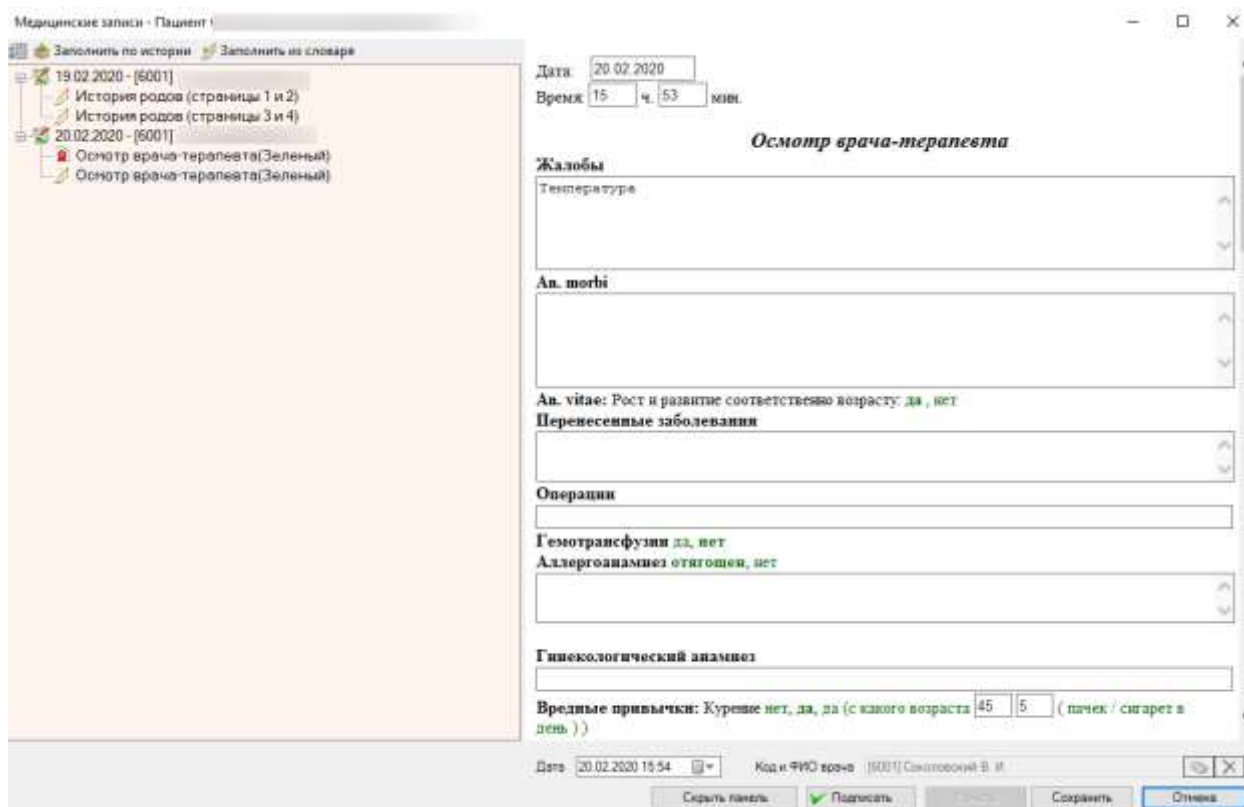 Медицинские записи - Пациент
Заполнить по истории Заполнить из словаря
19.02.2020 - [6001]
История родов (страницы 1 и 2)
История родов (страницы 3 и 4)
20.02.2020 - [6001]
Осмотр врача-терапевта(Зеленый)
Осмотр врача-терапевта(Зеленый)
Дата: 20.02.2020
Время: 15 ч. 53 мин.
Осмотр врача-терапевта
Жалобы
Температура
An. morbi
An. vitae: Рост и развитие соответственно возрасту: да , нет
Перенесенные заболевания
Операции
Гемотрансфузии да, нет
Аллергоанамнез отягощен, нет
Гинекологический анамнез
Вредные привычки: Курение нет, да, да (с какого возраста 45 5 ( пачек / сигарет в
день ) )
Дата 20.02.2020 15:54 Код и ФИО врача [6001] Соколовский В. И.
Скрыть панель Подписать Печать Сохранить Отмена